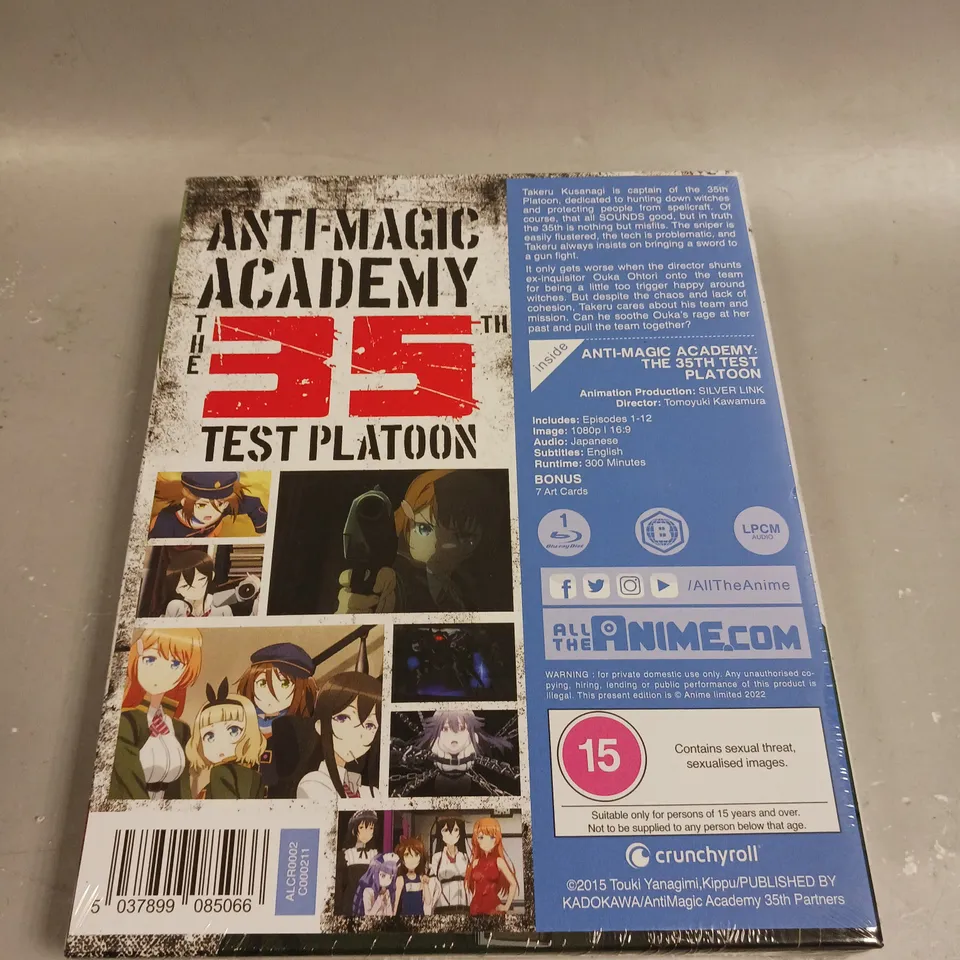 ANTI-MAGIC
ACADEMY
THE
35
TH
TEST PLATOON
5 037899 085066
ALCR0002
C000211
Takeru Kusanagi is captain of the 35th
Platoon, dedicated to hunting down witches
and protecting people from spellcraft. Of
course, that all SOUNDS good, but in truth
the 35th is nothing but misfits. The sniper is
easily flustered, the tech is problematic, and
Takeru always insists on bringing a sword to
a gun fight.
It only gets worse when the director shunts
ex-inquisitor Ouka Ohtori onto the team
for being a little too trigger happy around
witches. But despite the chaos and lack of
cohesion, Takeru cares about his team and
mission. Can he soothe Ouka's rage at her
past and pull the team together?
Inside
ANTI-MAGIC ACADEMY:
THE 35TH TEST
PLATOON
Animation Production: SILVER LINK
Director: Tomoyuki Kawamura
Includes: Episodes 1-12
Image: 1080p I 16:9
Audio: Japanese
Subtitles: English
Runtime: 300 Minutes
BONUS
7 Art Cards
1
Blu-ray Disc
B
LPCM
AUDIO
/AllTheAnime
ALL THE ANIME.COM
WARNING : for private domestic use only. Any unauthorised co-
pying, hiring, lending or public performance of this product is
illegal. This present edition is © Anime limited 2022
15
Contains sexual threat,
sexualised images.
Suitable only for persons of 15 years and over.
Not to be supplied to any person below that age.
crunchyroll
©2015 Touki Yanagimi,Kippu/PUBLISHED BY
KADOKAWA/AntiMagic Academy 35th Partners